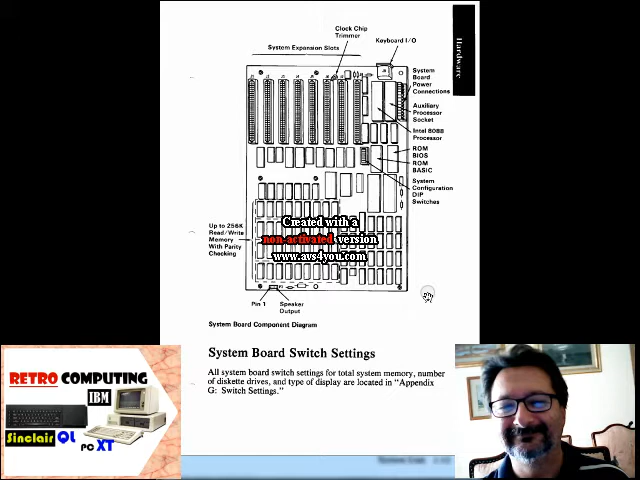 Clock Chip
Trimmer
System Expansion Slots
Keyboard I/O
Hardware
System
Board
Power
Connections
Auxiliary
Processor
Socket
Intel 8088
Processor
ROM
BIOS
ROM
BASIC
System
Configuration
DIP
Switches
Up to 256K
Read/Write
Memory
With Parity
Checking
Created with a
non-activated version
www.avs4you.com
Pin 1
Speaker
Output
System Board Component Diagram
System Board Switch Settings
All system board switch settings for total system memory, number
of diskette drives, and type of display are located in "Appendix
G: Switch Settings."
RETRO COMPUTING
IBM
Sinclair QL
PC XT